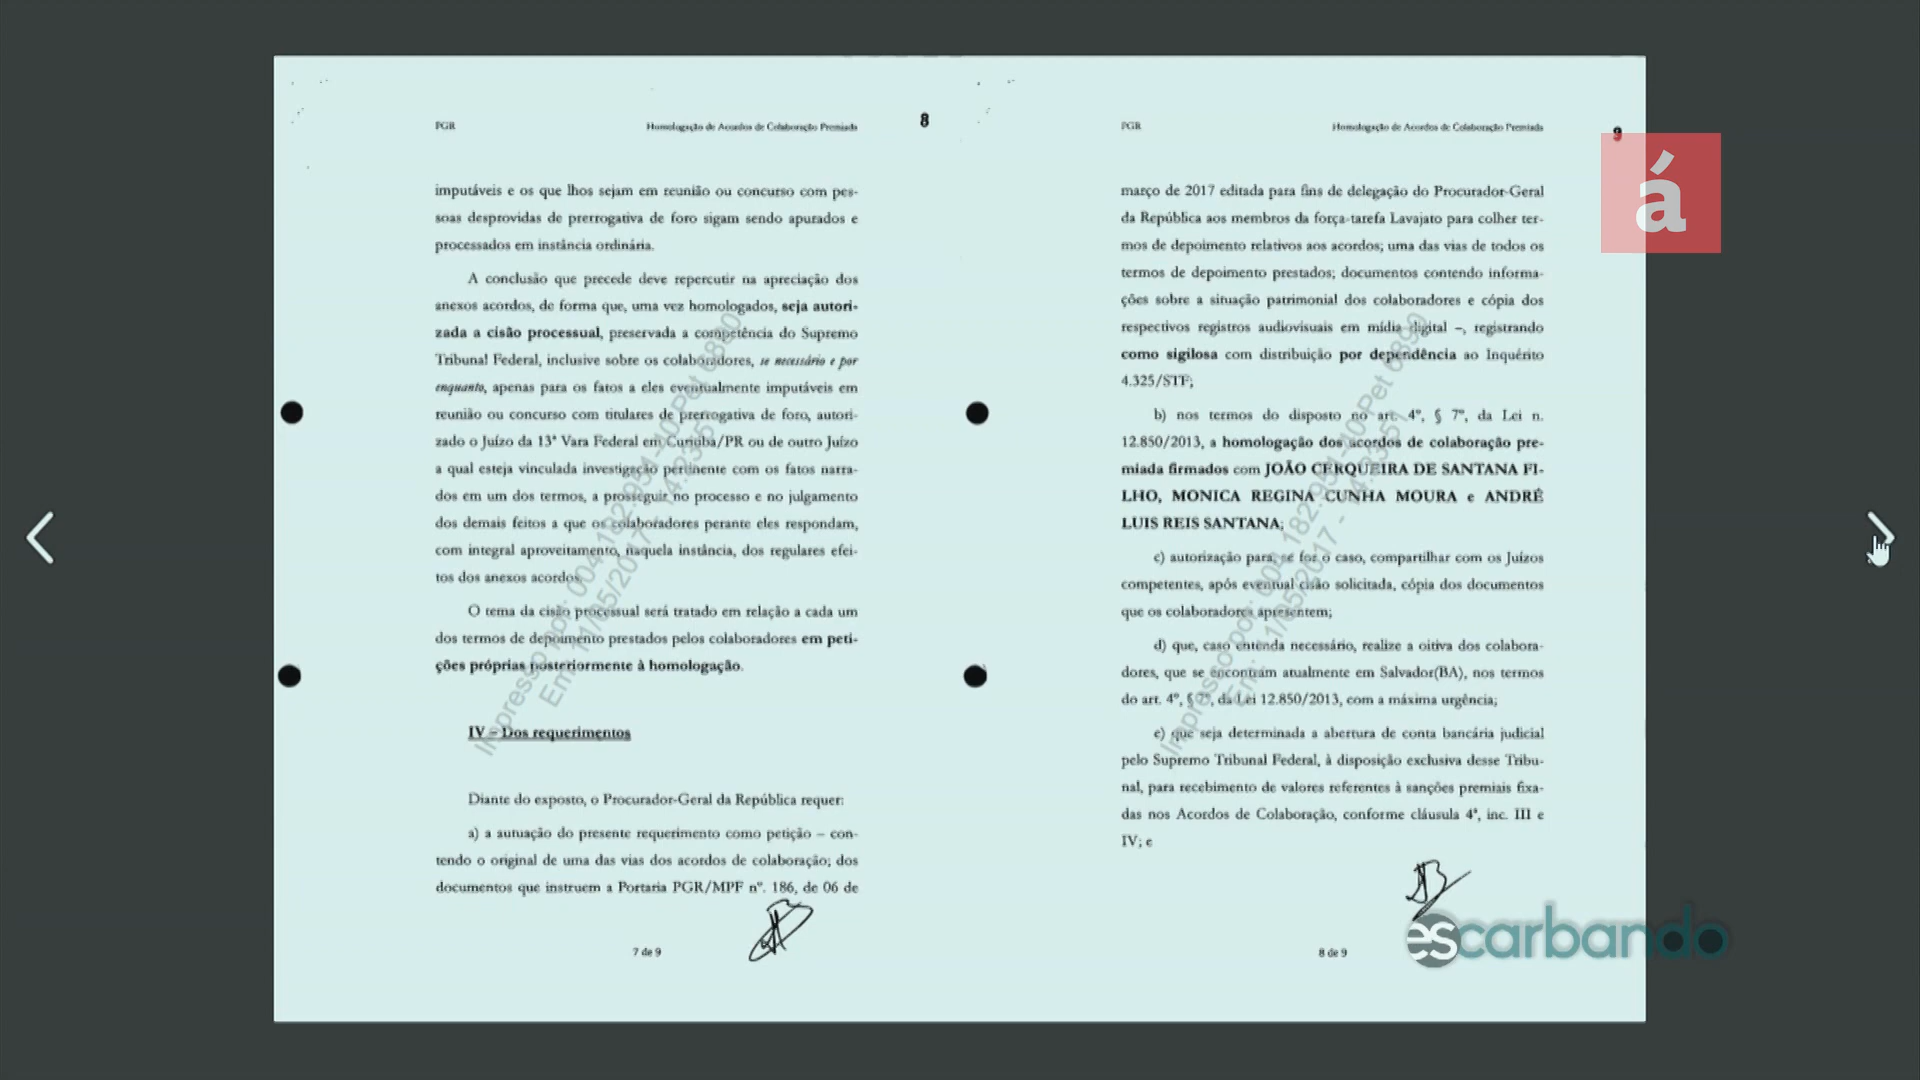 PGR
Homologação de Acordos de Colaboração Premiada
8
imputáveis e os que lhos sejam em reunião ou concurso com pes-
soas desprovidas de prerrogativa de foro sigam sendo apurados e
processados em instância ordinária.
A conclusão que precede deve repercutir na apreciação dos
anexos acordos, de forma que, uma vez homologados, seja autori-
zada a cisão processual, preservada a competência do Supremo
Tribunal Federal, inclusive sobre os colaboradores, se necessário e por
enquanto, apenas para os fatos a eles eventualmente imputáveis em
reunião ou concurso com titulares de prerrogativa de foro, autori-
zado o Juízo da 13ª Vara Federal em Curitiba/PR ou de outro Juízo
a qual esteja vinculada investigação pertinente com os fatos narra-
dos em um dos termos, a prosseguir no processo e no julgamento
dos demais feitos a que os colaboradores perante eles respondam,
com integral aproveitamento, naquela instância, dos regulares efei-
tos dos anexos acordos.
O tema da cisão processual será tratado em relação a cada um
dos termos de depoimento prestados pelos colaboradores em peti-
ções próprias posteriormente à homologação.
IV – Dos requerimentos
Diante do exposto, o Procurador-Geral da República requer:
a) a autuação do presente requerimento como petição – con-
tendo o original de uma das vias dos acordos de colaboração; dos
documentos que instruem a Portaria PGR/MPF nº. 186, de 06 de
7 de 9
PGR
Homologação de Acordos de Colaboração Premiada
9
março de 2017 editada para fins de delegação do Procurador-Geral
da República aos membros da força-tarefa Lavajato para colher ter-
mos de depoimento relativos aos acordos; uma das vias de todos os
termos de depoimento prestados; documentos contendo informa-
ções sobre a situação patrimonial dos colaboradores e cópia dos
respectivos registros audiovisuais em mídia digital –, registrando
como sigilosa com distribuição por dependência ao Inquérito
4.325/STF;
b) nos termos do disposto no art. 4º, § 7º, da Lei n.
12.850/2013, a homologação dos acordos de colaboração pre-
miada firmados com JOÃO CERQUEIRA DE SANTANA FI-
LHO, MONICA REGINA CUNHA MOURA e ANDRÉ
LUIS REIS SANTANA;
c) autorização para, se for o caso, compartilhar com os Juízos
competentes, após eventual cisão solicitada, cópia dos documentos
que os colaboradores apresentem;
d) que, caso entenda necessário, realize a oitiva dos colabora-
dores, que se encontram atualmente em Salvador(BA), nos termos
do art. 4º, § 7º, da Lei 12.850/2013, com a máxima urgência;
e) que seja determinada a abertura de conta bancária judicial
pelo Supremo Tribunal Federal, à disposição exclusiva desse Tribu-
nal, para recebimento de valores referentes à sanções premiais fixa-
das nos Acordos de Colaboração, conforme cláusula 4ª, inc. III e
IV; e
8 de 9
á
escarbando